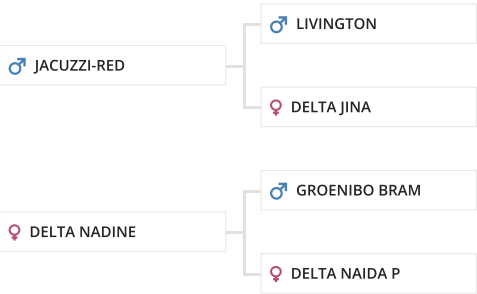 LIVINGTON
JACUZZI-RED
DELTA JINA
GROENIBO BRAM
DELTA NADINE
DELTA NAIDA P